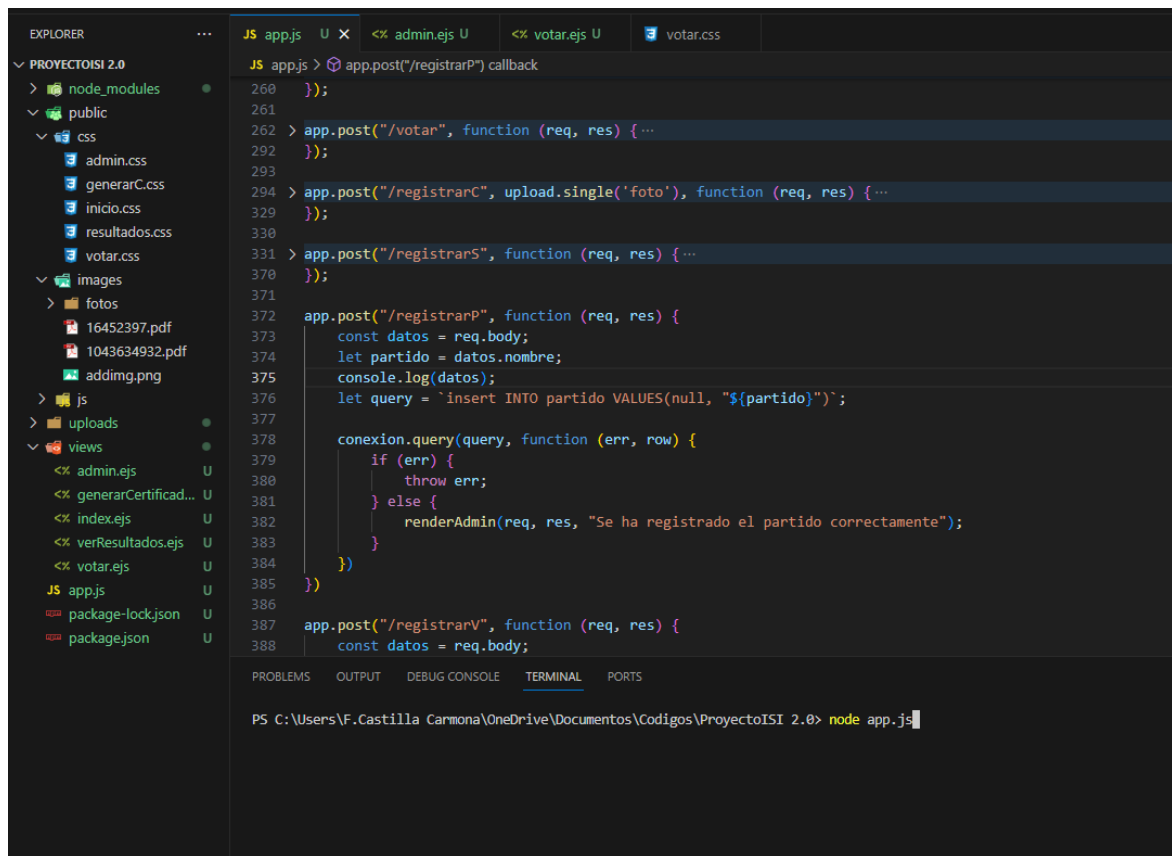 EXPLORER ···
PROYECTOISI 2.0
node_modules
public
css
admin.css
generarC.css
inicio.css
resultados.css
votar.css
images
fotos
16452397.pdf
1043634932.pdf
addimg.png
js
uploads
views
admin.ejs U
generarCertificad... U
index.ejs U
verResultados.ejs U
votar.ejs U
JS app.js U
package-lock.json U
package.json U
JS app.js U X <% admin.ejs U <% votar.ejs U votar.css
JS app.js > app.post("/registrarP") callback
260 });
261
262 > app.post("/votar", function (req, res) {···
292 });
293
294 > app.post("/registrarC", upload.single('foto'), function (req, res) {···
329 });
330
331 > app.post("/registrarS", function (req, res) {···
370 });
371
372 app.post("/registrarP", function (req, res) {
373 const datos = req.body;
374 let partido = datos.nombre;
375 console.log(datos);
376 let query = `insert INTO partido VALUES(null, "${partido}")`;
377
378 conexion.query(query, function (err, row) {
379 if (err) {
380 throw err;
381 } else {
382 renderAdmin(req, res, "Se ha registrado el partido correctamente");
383 }
384 })
385 })
386
387 app.post("/registrarV", function (req, res) {
388 const datos = req.body;
PROBLEMS OUTPUT DEBUG CONSOLE TERMINAL PORTS
PS C:\Users\F.Castilla Carmona\OneDrive\Documentos\Codigos\ProyectoISI 2.0> node app.js